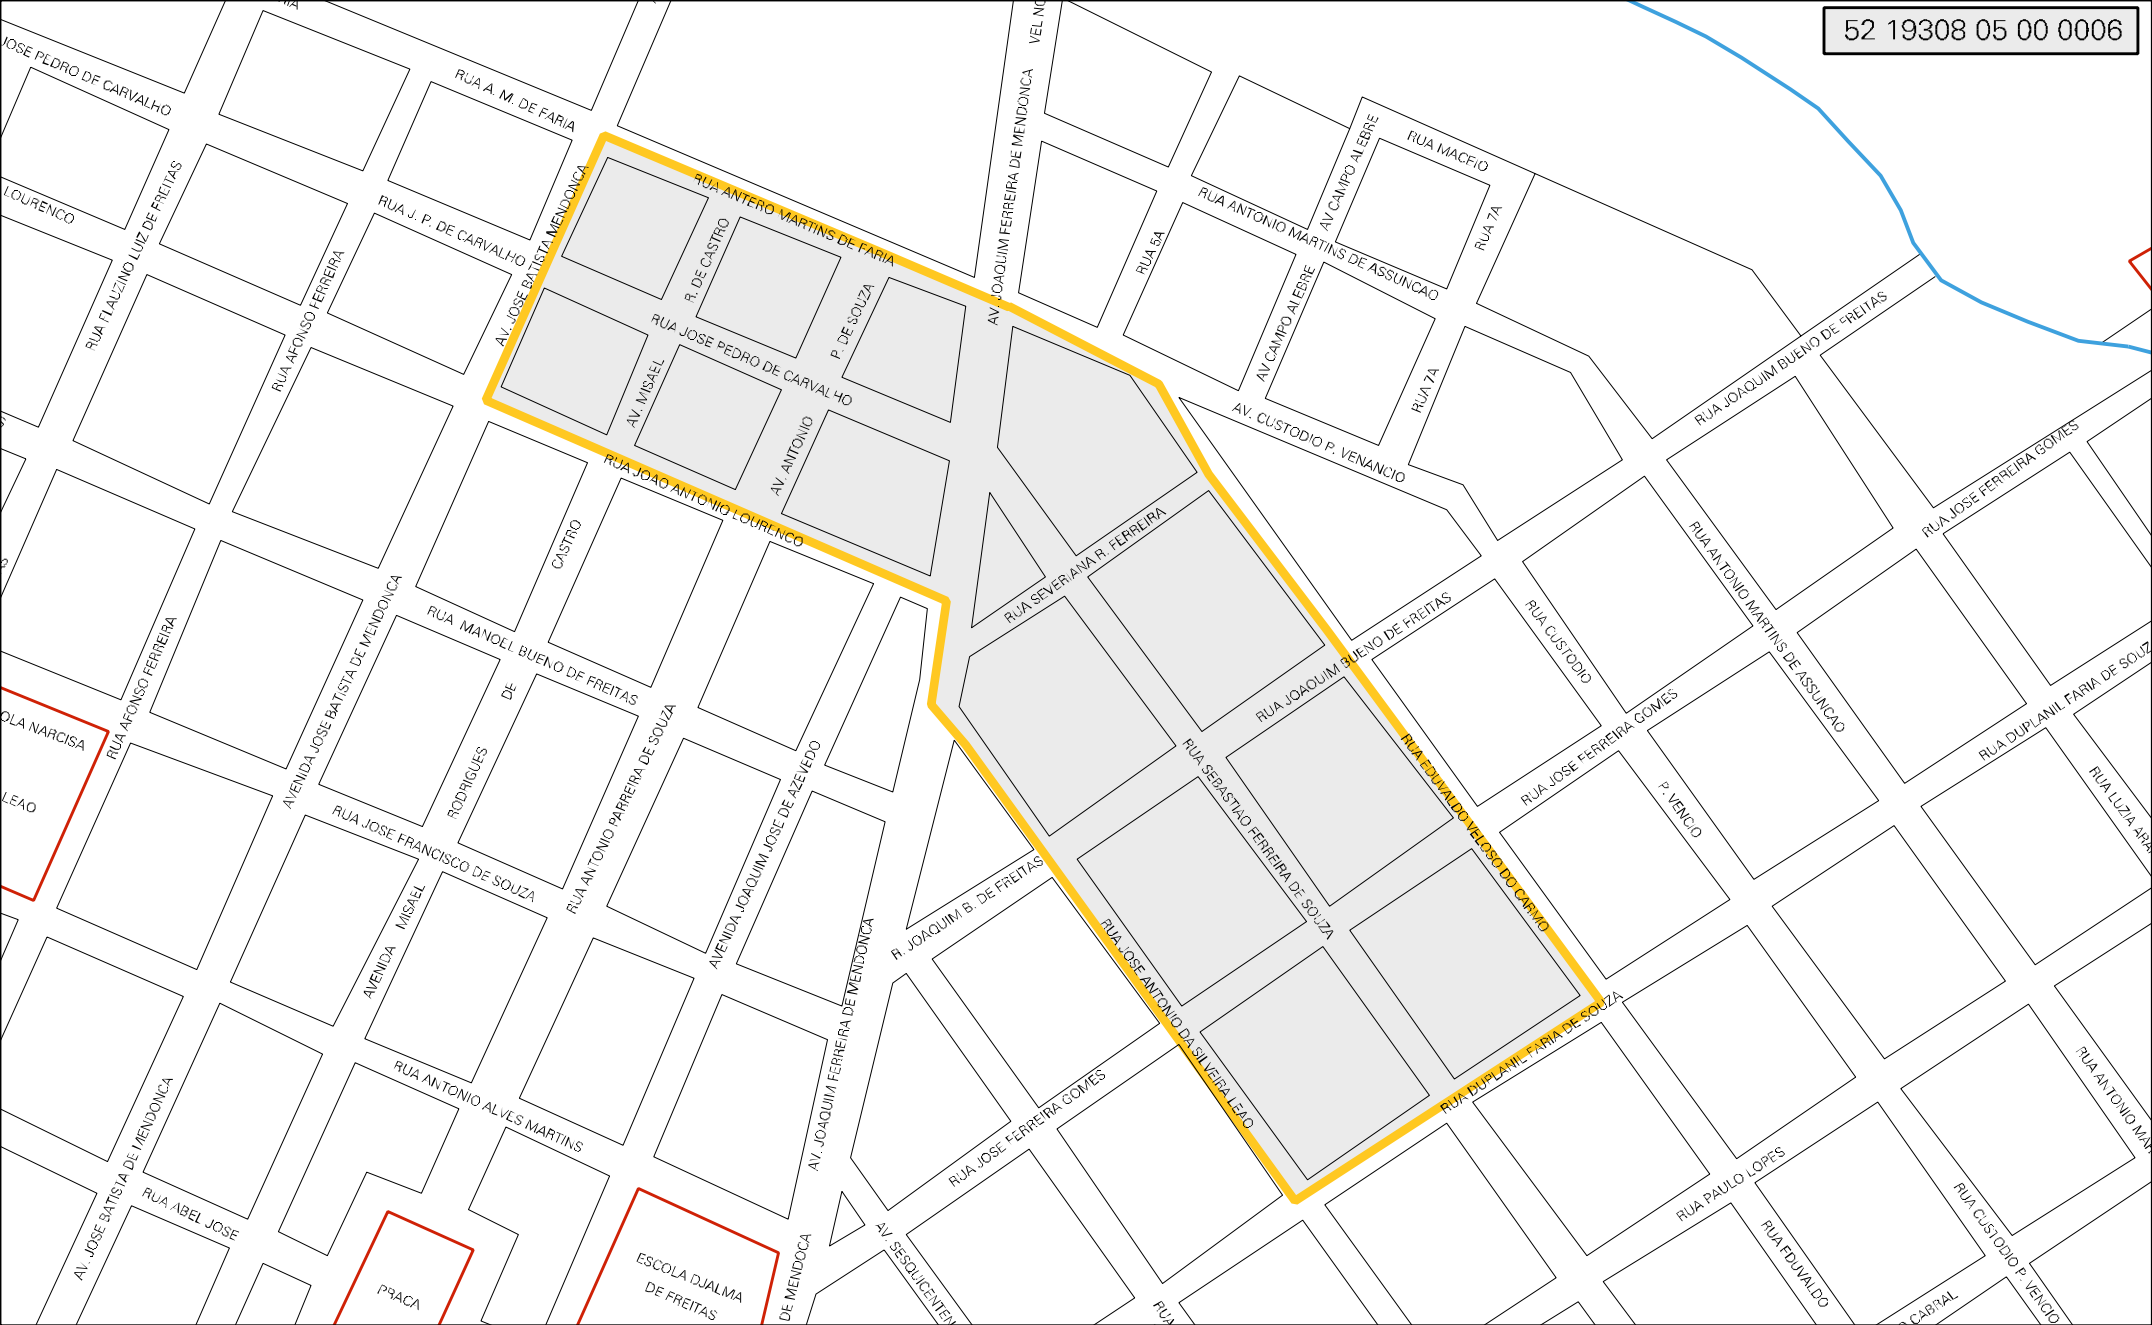 52 19308 05 00 0006
JOSE PEDRO DE CARVALHO
RUA A. M. DE FARIA
VEL NO
AV. JOAQUIM FERREIRA DE MENDONCA
AV CAMPO ALEBRE
RUA MACEIO
LOURENCO
RUA FLAUZINO LUIZ DE FREITAS
RUA J. P. DE CARVALHO
AV. JOSE BATISTA MENDONCA
RUA ANTERO MARTINS DE FARIA
RUA ANTONIO MARTINS DE ASSUNCAO
RUA 5A
RUA 7A
RUA AFONSO FERREIRA
R. DE CASTRO
P. DE SOUZA
AV CAMPO ALEBRE
RUA JOAQUIM BUENO DE FREITAS
RUA JOSE PEDRO DE CARVALHO
AV. MISAEL
AV. ANTONIO
RUA 7A
AV. CUSTODIO P. VENANCIO
RUA JOSE FERREIRA GOMES
RUA JOAO ANTONIO LOURENCO
CASTRO
RUA SEVERIANA R. FERREIRA
RUA ANTONIO MARTINS DE ASSUNCAO
RUA CUSTODIO
RUA JOAQUIM BUENO DE FREITAS
AVENIDA JOSE BATISTA DE MENDONCA
RUA MANOEL BUENO DE FREITAS
DE
RUA AFONSO FERREIRA
RUA DUPLANIL FARIA DE SOUZ
OLA NARCISA
LEAO
RODRIGUES
RUA ANTONIO PARREIRA DE SOUZA
RUA SEBASTIAO FERREIRA DE SOUZA
RUA EDUVALDO VELOSO DO CARMO
RUA JOSE FERREIRA GOMES
P. VENCIO
RUA LUZIA ARA
RUA JOSE FRANCISCO DE SOUZA
AVENIDA JOAQUIM JOSE DE AZEVEDO
MISAEL
AVENIDA
R. JOAQUIM B. DE FREITAS
AV. JOAQUIM FERREIRA DE MENDONCA
RUA JOSE ANTONIO DA SILVEIRA LEAO
RUA DUPLANIL FARIA DE SOUZA
RUA ANTONIO ALVES MARTINS
RUA JOSE FERREIRA GOMES
RUA ANTONIO MAR
AV. JOSE BATISTA DE MENDONCA
RUA ABEL JOSE
RUA PAULO LOPES
RUA CUSTODIO P. VENCIO
RUA EDUVALDO
AV. SESQUICENTEN
DE MENDOCA
ESCOLA DJALMA
DE FREITAS
PRACA
RUA
CABRAL